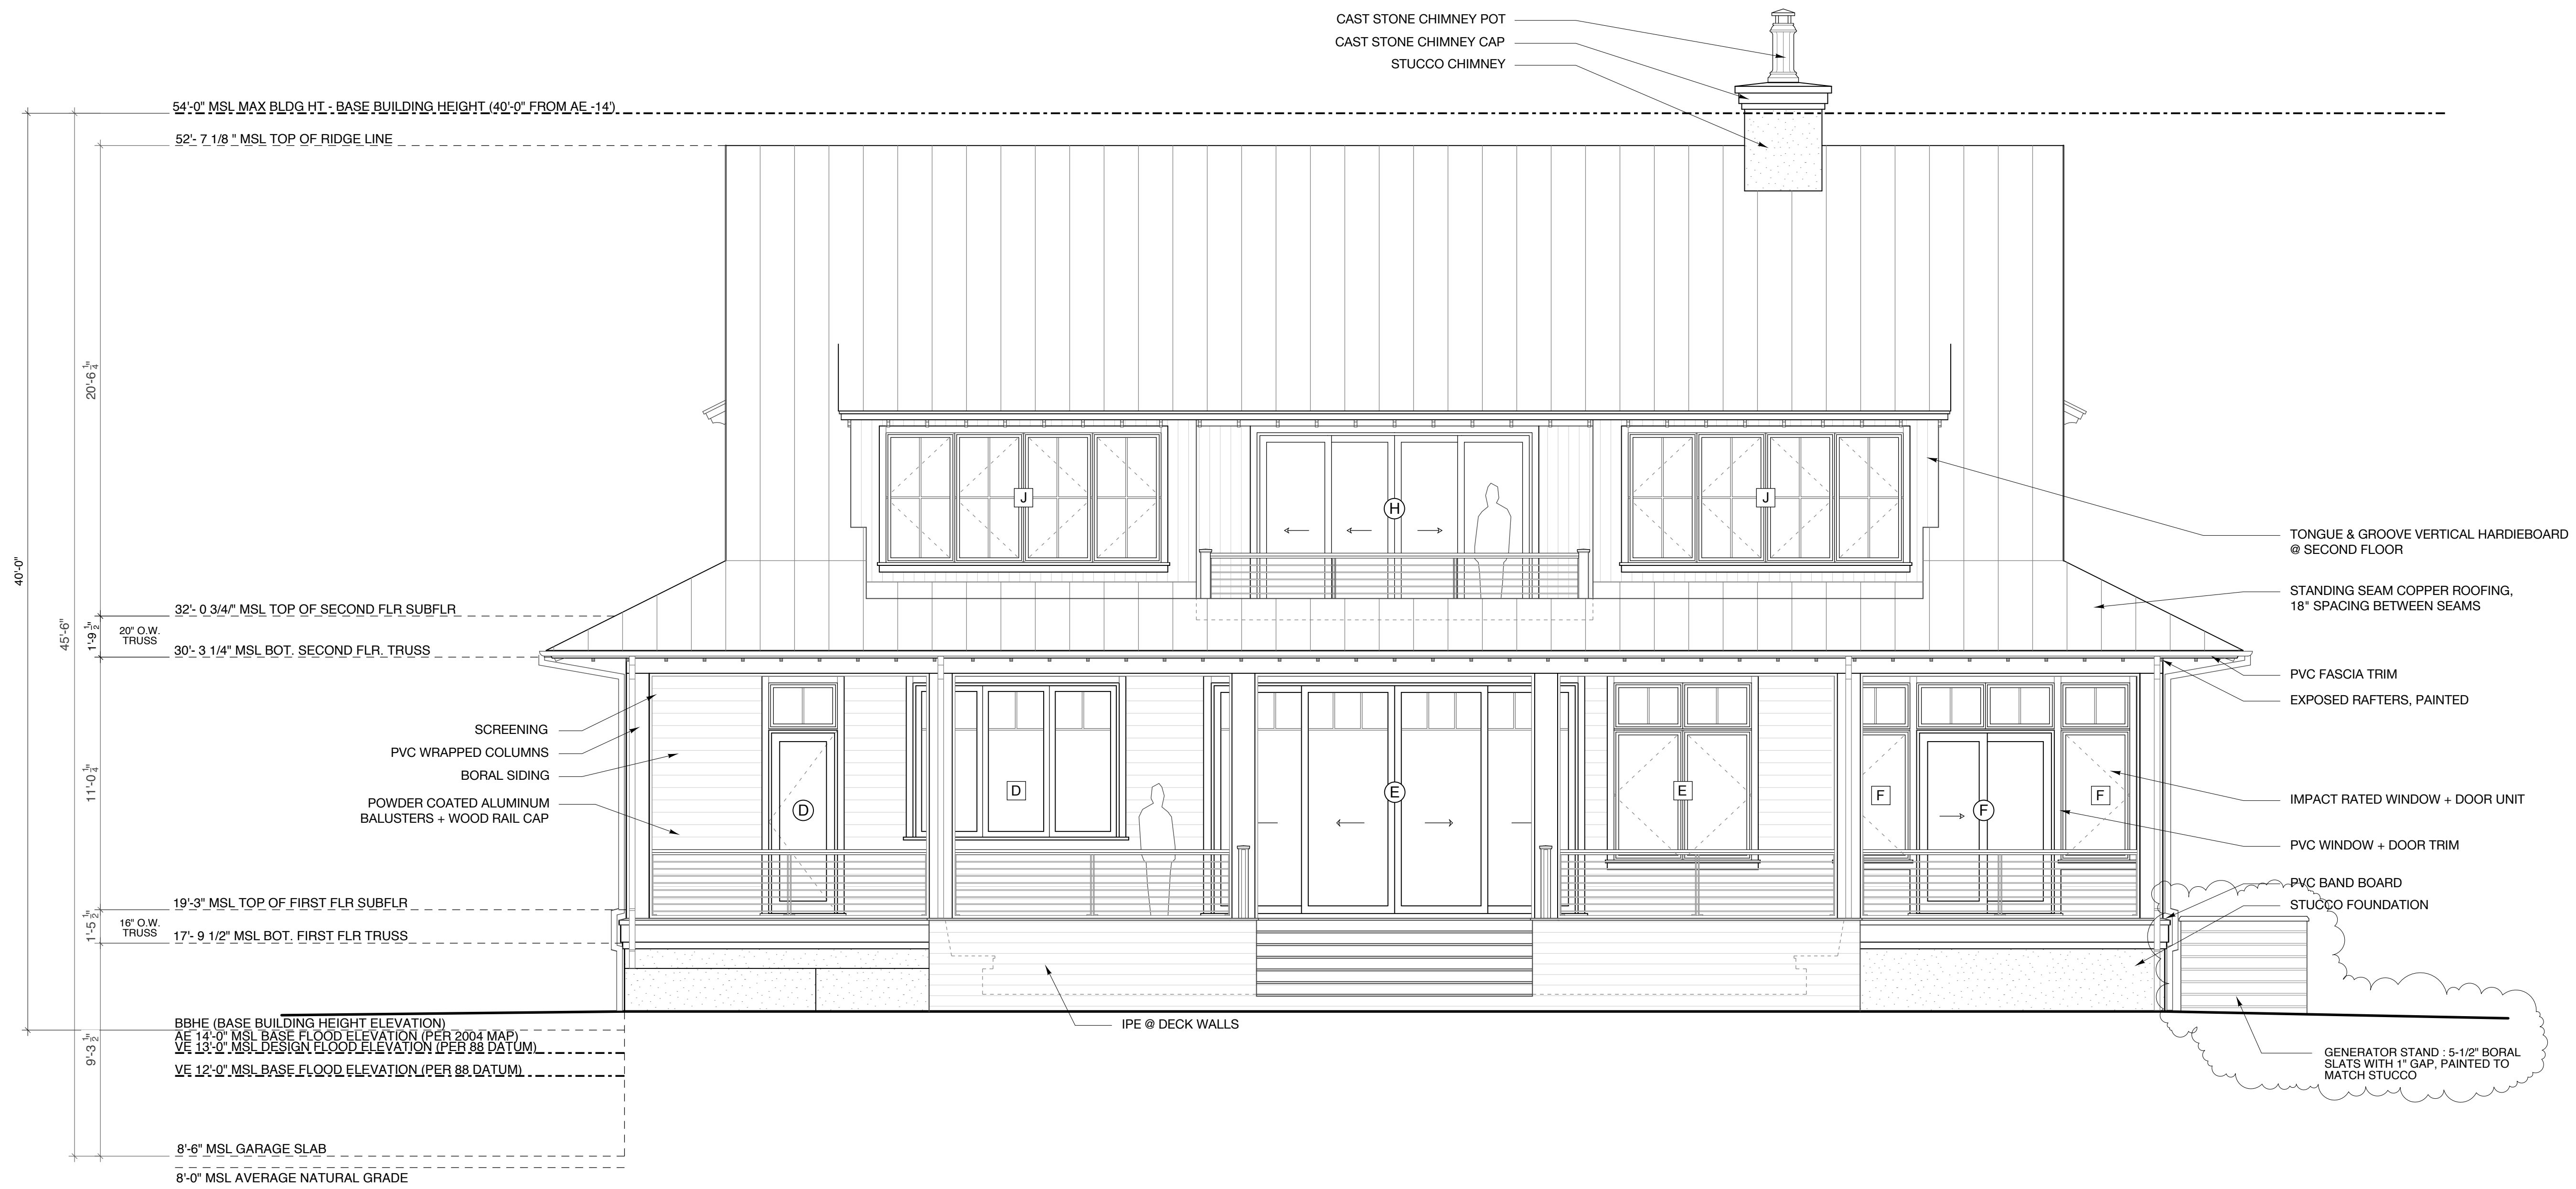 CAST STONE CHIMNEY POT
CAST STONE CHIMNEY CAP
STUCCO CHIMNEY
54'-0" MSL MAX BLDG HT - BASE BUILDING HEIGHT (40'-0" FROM AE -14')
52'- 7 1/8 " MSL TOP OF RIDGE LINE
20'-6 1/4"
40'-0"
45'-6"
J
H
J
TONGUE & GROOVE VERTICAL HARDIEBOARD
@ SECOND FLOOR
STANDING SEAM COPPER ROOFING,
18" SPACING BETWEEN SEAMS
32'- 0 3/4/" MSL TOP OF SECOND FLR SUBFLR
1'-9 1/2"
20" O.W.
TRUSS
30'- 3 1/4" MSL BOT. SECOND FLR. TRUSS
PVC FASCIA TRIM
EXPOSED RAFTERS, PAINTED
SCREENING
PVC WRAPPED COLUMNS
BORAL SIDING
POWDER COATED ALUMINUM
BALUSTERS + WOOD RAIL CAP
11'-0 1/4"
D
D
E
E
F
F
F
IMPACT RATED WINDOW + DOOR UNIT
PVC WINDOW + DOOR TRIM
PVC BAND BOARD
STUCCO FOUNDATION
19'-3" MSL TOP OF FIRST FLR SUBFLR
1'-5 1/2"
16" O.W.
TRUSS
17'- 9 1/2" MSL BOT. FIRST FLR TRUSS
IPE @ DECK WALLS
BBHE (BASE BUILDING HEIGHT ELEVATION)
AE 14'-0" MSL BASE FLOOD ELEVATION (PER 2004 MAP)
VE 13'-0" MSL DESIGN FLOOD ELEVATION (PER 88 DATUM)
VE 12'-0" MSL BASE FLOOD ELEVATION (PER 88 DATUM)
9'-3 1/2"
GENERATOR STAND : 5-1/2" BORAL
SLATS WITH 1" GAP, PAINTED TO
MATCH STUCCO
8'-6" MSL GARAGE SLAB
8'-0" MSL AVERAGE NATURAL GRADE